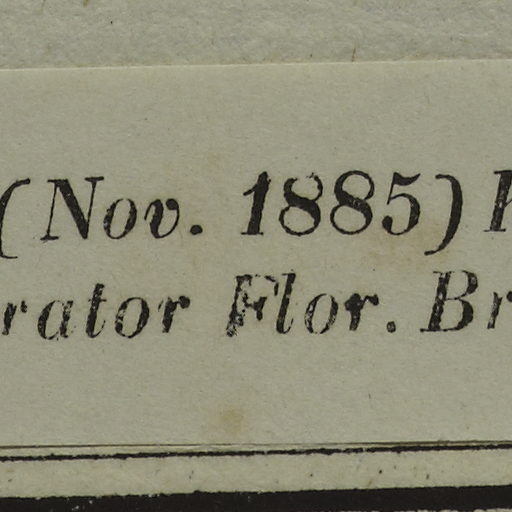 (Nov. 1885)
rator Flor. Br